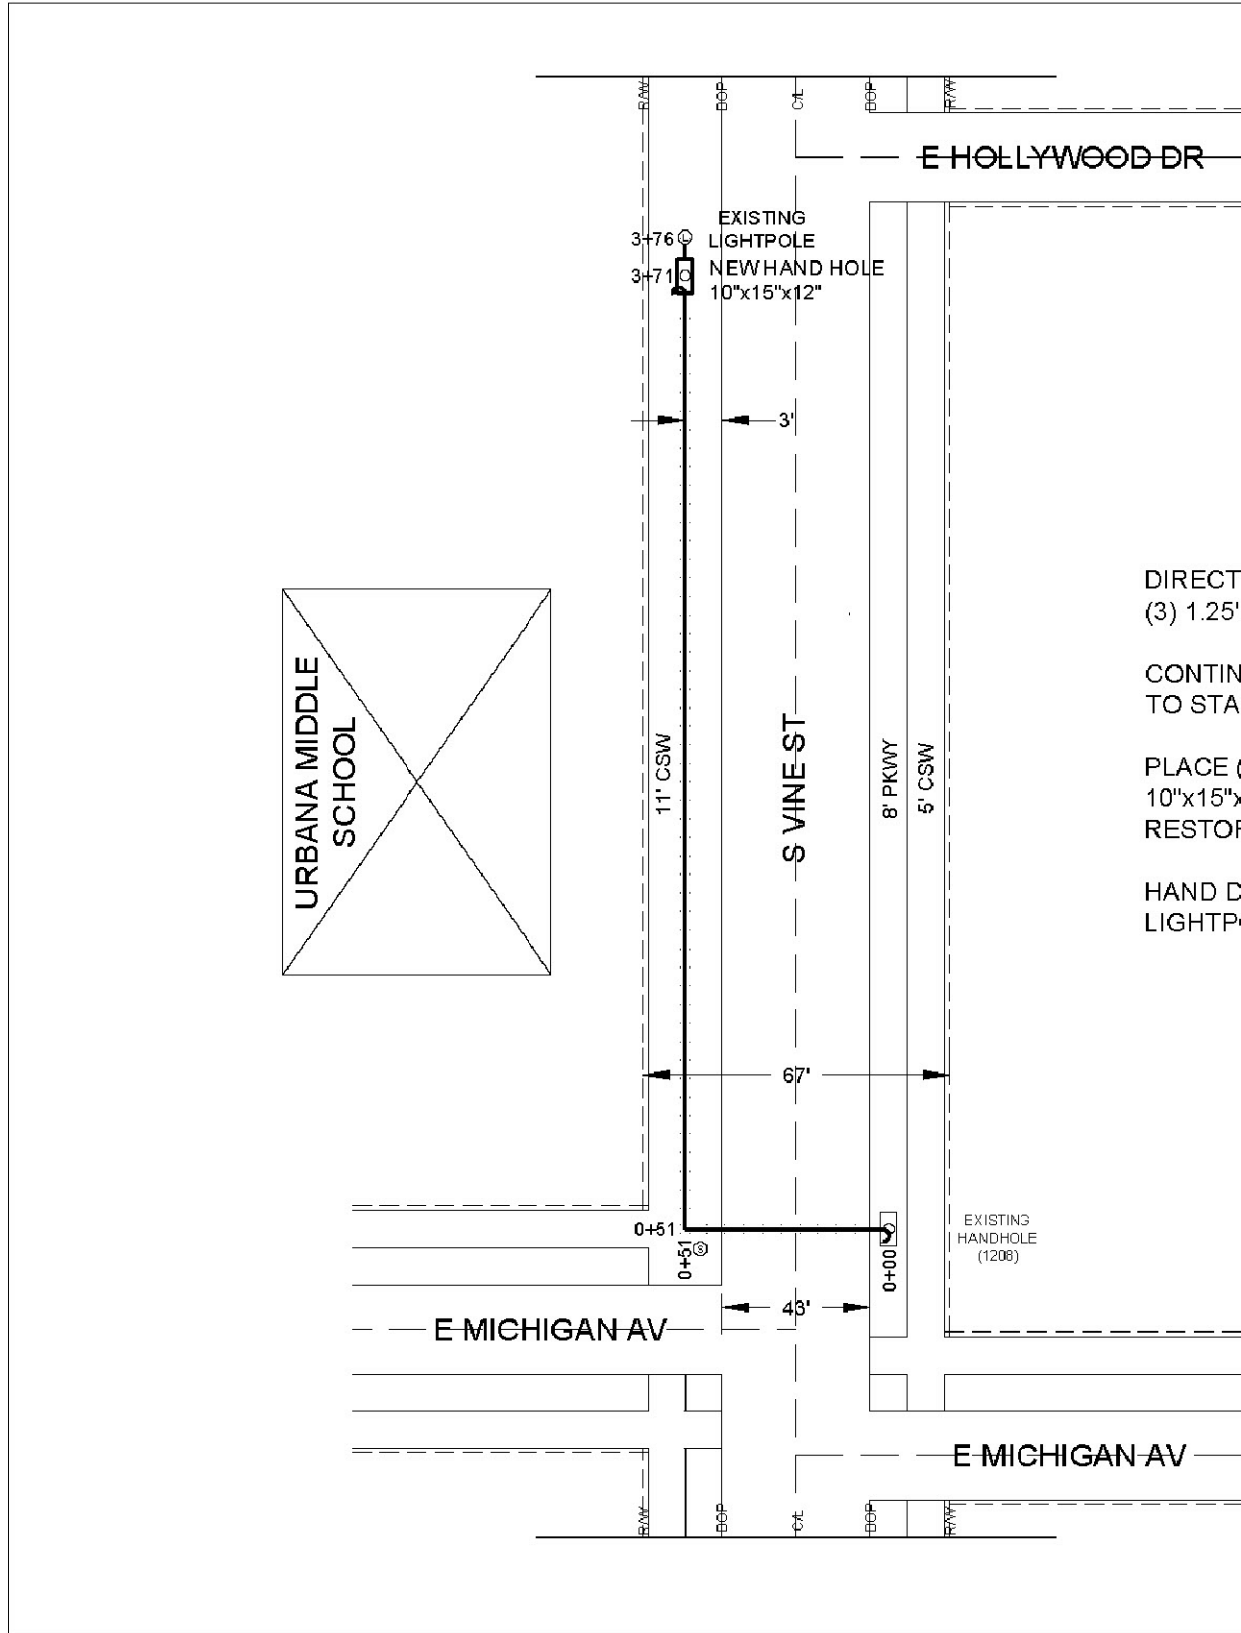 R/W
BOP
C/L
BOP
R/W
E HOLLYWOOD DR
EXISTING
LIGHTPOLE
3+76
L
NEW HAND HOLE
10"x15"x12"
3+71
3'
DIRECT
(3) 1.25'
CONTIN
TO STA
PLACE (
10"x15"x
RESTOR
HAND D
LIGHTP
URBANA MIDDLE
SCHOOL
11' CSW
S VINE ST
8' PKWY
5' CSW
67'
0+51
0+51
S
0+00
EXISTING
HANDHOLE
(1208)
43'
E MICHIGAN AV
E MICHIGAN AV
R/W
BOP
C/L
BOP
R/W